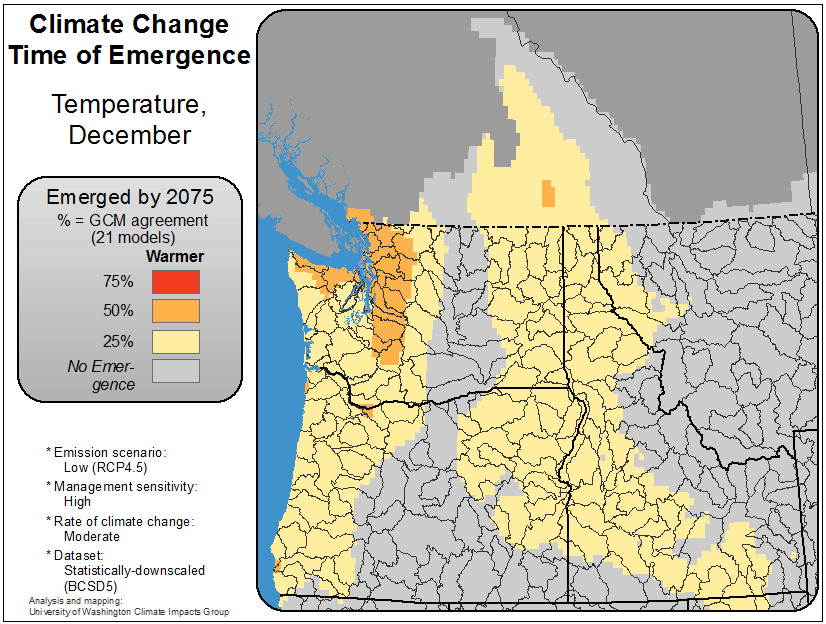 Climate Change
Time of Emergence
Temperature,
December
Emerged by 2075
% = GCM agreement
(21 models)
Warmer
75%
50%
25%
No Emer-
gence
* Emission scenario:
Low (RCP4.5)
* Management sensitivity:
High
* Rate of climate change:
Moderate
* Dataset:
Statistically-downscaled
(BCSD5)
Analysis and mapping:
University of Washington Climate Impacts Group